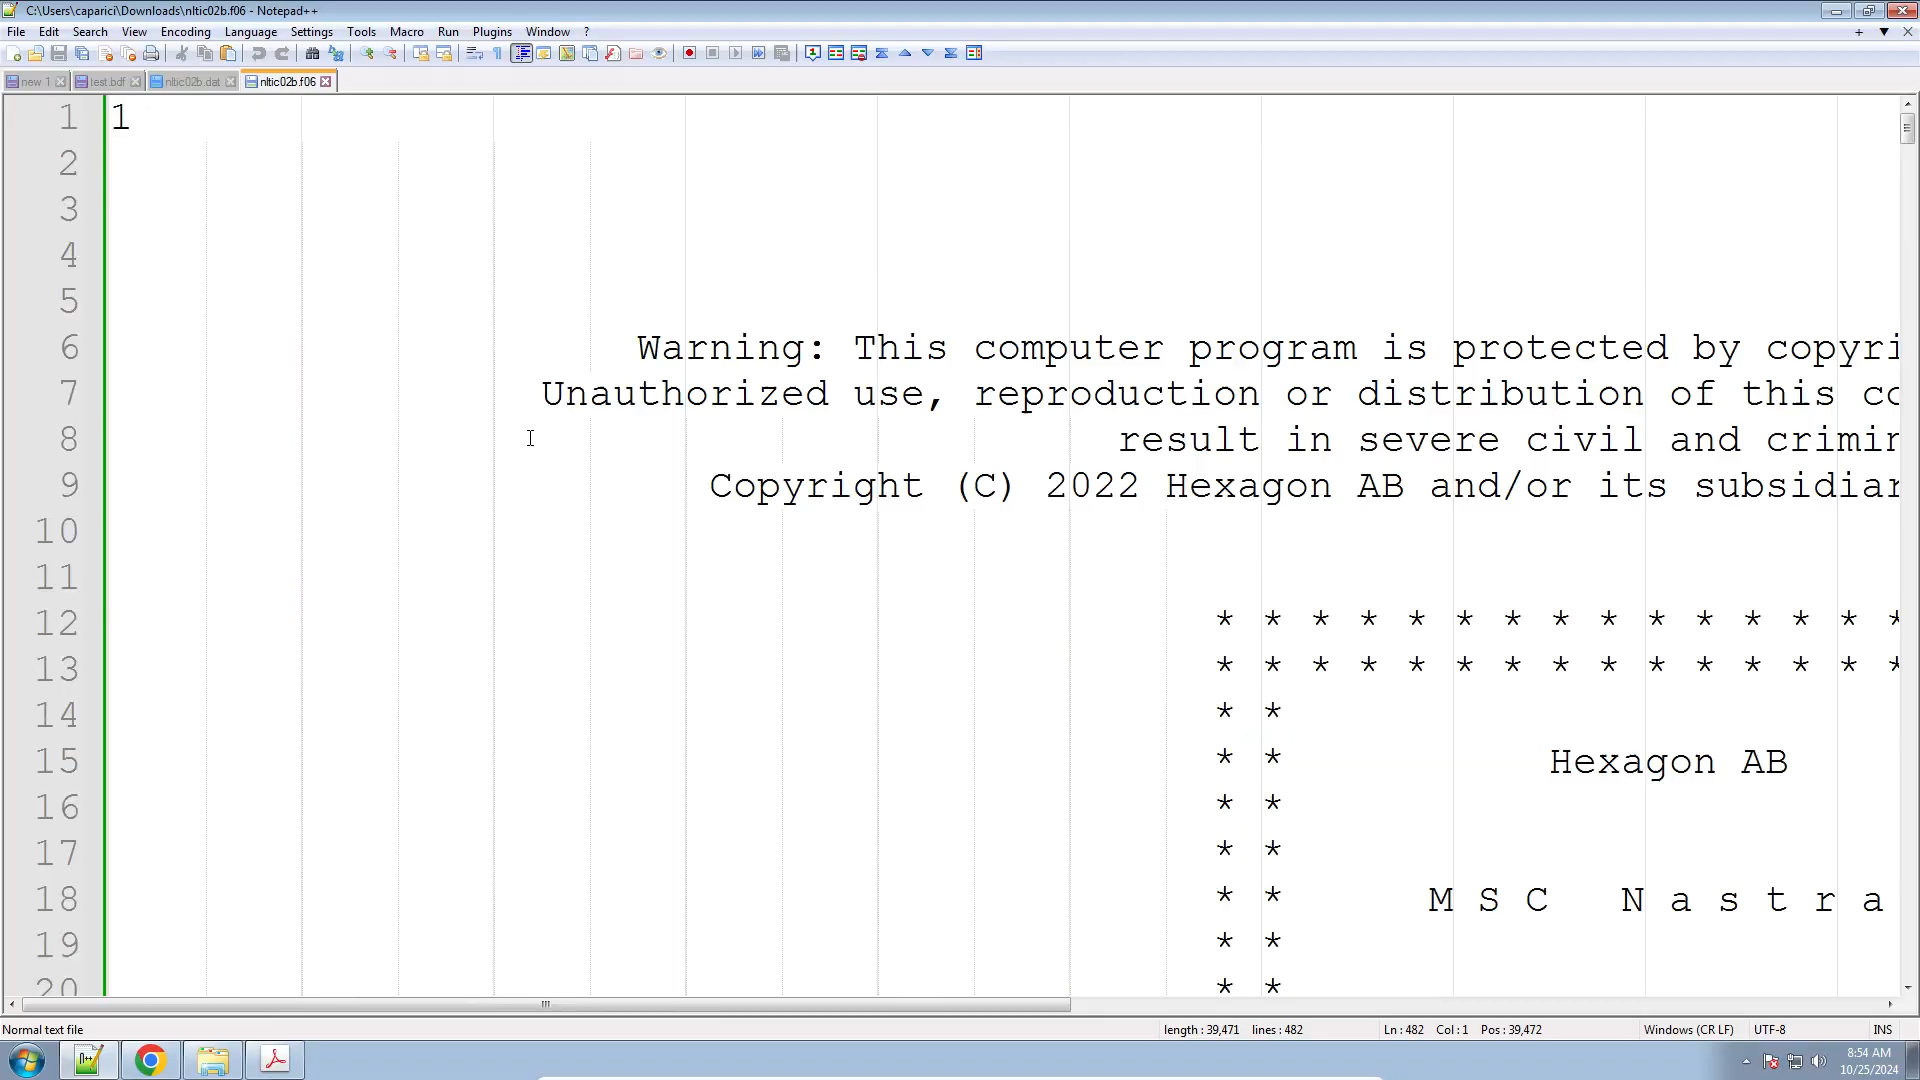 C:\Users\caparici\Downloads\nltic02b.f06 - Notepad++
File Edit Search View Encoding Language Settings Tools Macro Run Plugins Window ?
new 1 test.bdf nltic02b.dat nltic02b.f06
1 1
2
3
4
5
6 Warning: This computer program is protected by copyri
7 Unauthorized use, reproduction or distribution of this co
8 result in severe civil and crimin
9 Copyright (C) 2022 Hexagon AB and/or its subsidiar
10
11
12 * * * * * * * * * * * * * * *
13 * * * * * * * * * * * * * * *
14 * *
15 * * Hexagon AB
16 * *
17 * *
18 * * M S C N a s t r a
19 * *
20 * *
Normal text file length : 39,471 lines : 482 Ln : 482 Col : 1 Pos : 39,472 Windows (CR LF) UTF-8 INS
8:54 AM
10/25/2024